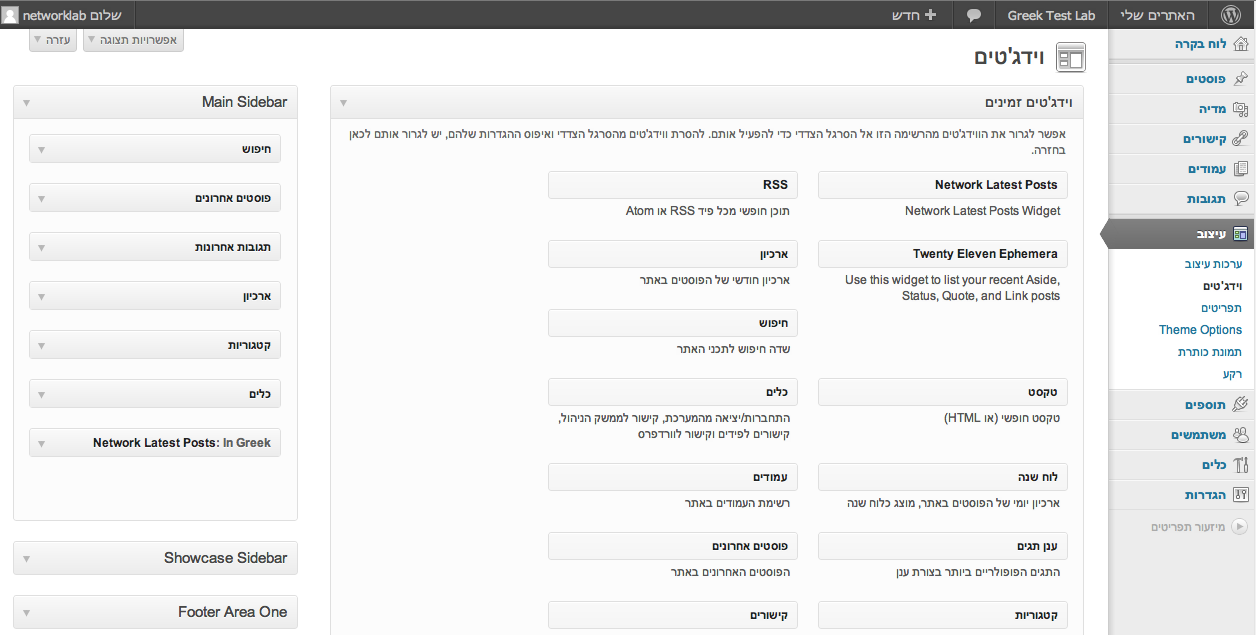 האתרים שלי
Greek Test Lab
חדש
שלום networklab
לוח בקרה
פוסטים
מדיה
קישורים
עמודים
תגובות
עיצוב
ערכות עיצוב
וידג'טים
תפריטים
Theme Options
תמונת כותרת
רקע
תוספים
משתמשים
כלים
הגדרות
מיזעור תפריטים
אפשרויות תצוגה
עזרה
וידג'טים
וידג'טים זמינים
אפשר לגרור את הווידג'טים מהרשימה הזו אל הסרגל הצדדי כדי להפעיל אותם. להסרת ווידג'טים מהסרגל הצדדי ואיפוס ההגדרות שלהם, יש לגרור אותם לכאן
בחזרה.
Network Latest Posts
Network Latest Posts Widget
RSS
תוכן חופשי מכל פיד RSS או Atom
Twenty Eleven Ephemera
Use this widget to list your recent Aside,
Status, Quote, and Link posts
ארכיון
ארכיון חודשי של הפוסטים באתר
חיפוש
שדה חיפוש לתכני האתר
טקסט
טקסט חופשי (או HTML)
כלים
התחברות/יציאה מהמערכת, קישור לממשק הניהול,
קישורים לפידים וקישור לוורדפרס
לוח שנה
ארכיון יומי של הפוסטים באתר, מוצג כלוח שנה
עמודים
רשימת העמודים באתר
ענן תגים
התגים הפופולריים ביותר בצורת ענן
פוסטים אחרונים
הפוסטים האחרונים באתר
קטגוריות
קישורים
Main Sidebar
חיפוש
פוסטים אחרונים
תגובות אחרונות
ארכיון
קטגוריות
כלים
Network Latest Posts: In Greek
Showcase Sidebar
Footer Area One